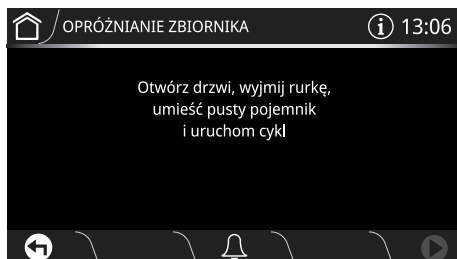 OPRÓŻNIANIE ZBIORNIKA
i 13:06
Otwórz drzwi, wyjmij rurkę,
umieść pusty pojemnik
i uruchom cykl